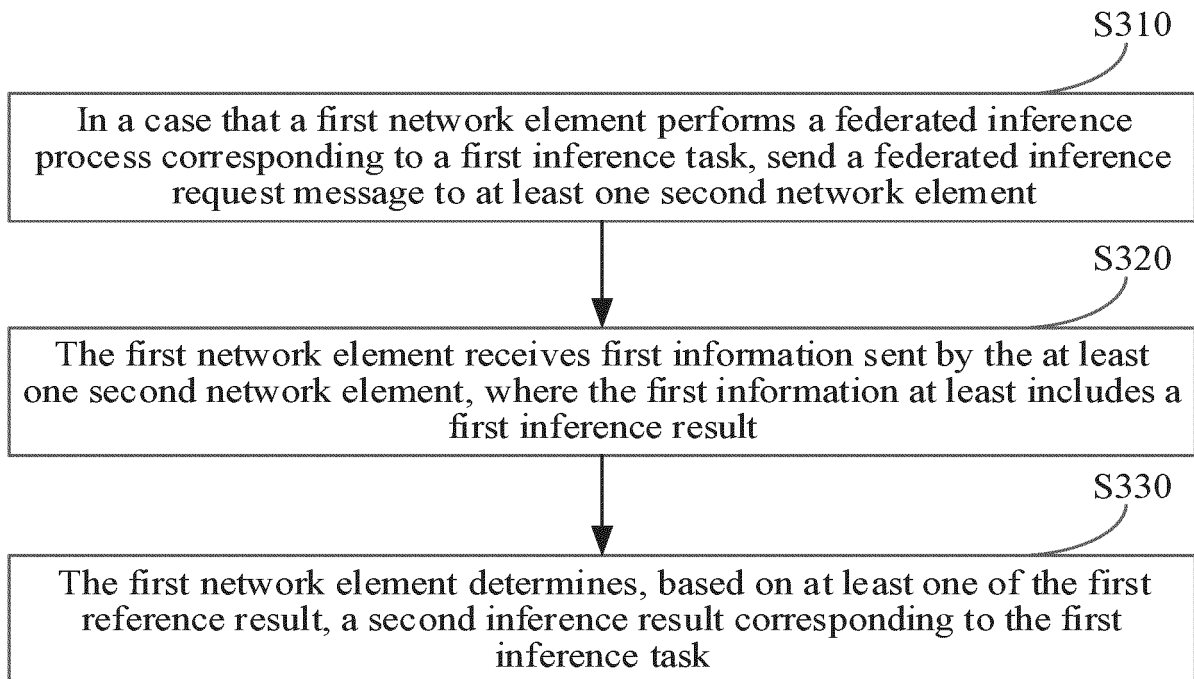 S310
In a case that a first network element performs a federated inference
process corresponding to a first inference task, send a federated inference
request message to at least one second network element
S320
The first network element receives first information sent by the at least
one second network element, where the first information at least includes a
first inference result
S330
The first network element determines, based on at least one of the first
reference result, a second inference result corresponding to the first
inference task